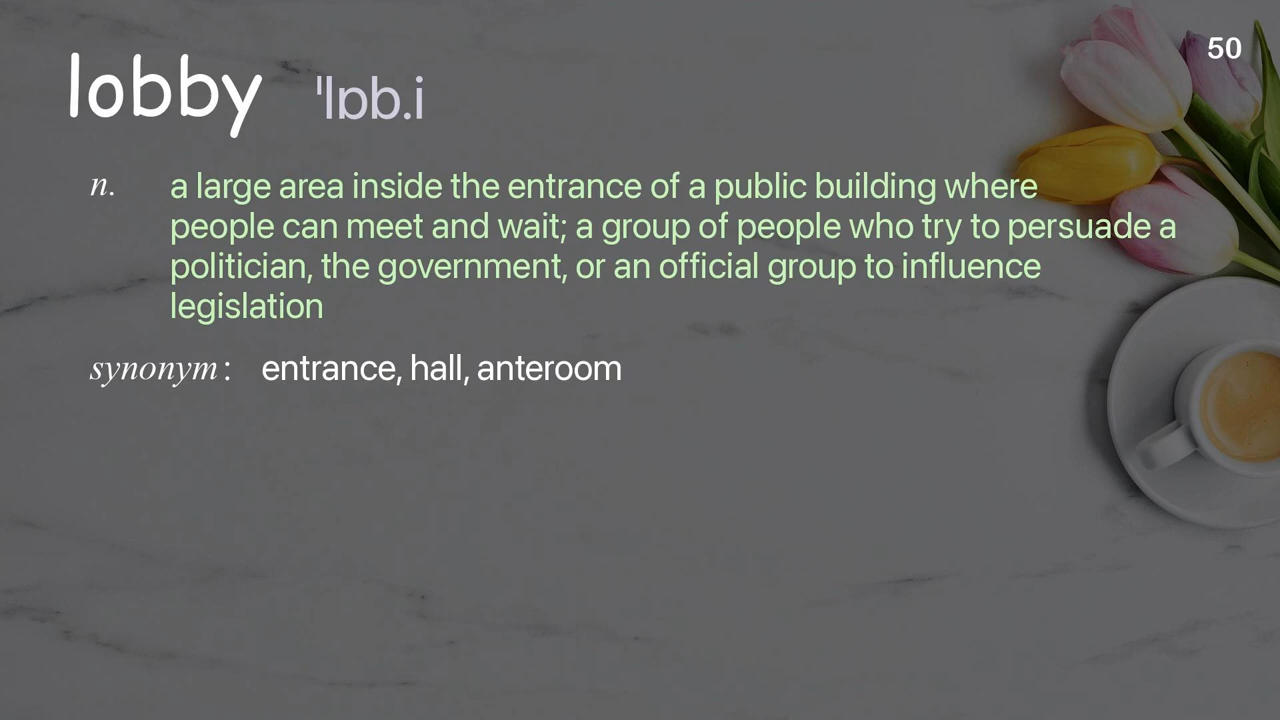 50
lobby ˈlɒb.i
n. a large area inside the entrance of a public building where
people can meet and wait; a group of people who try to persuade a
politician, the government, or an official group to influence
legislation
synonym: entrance, hall, anteroom